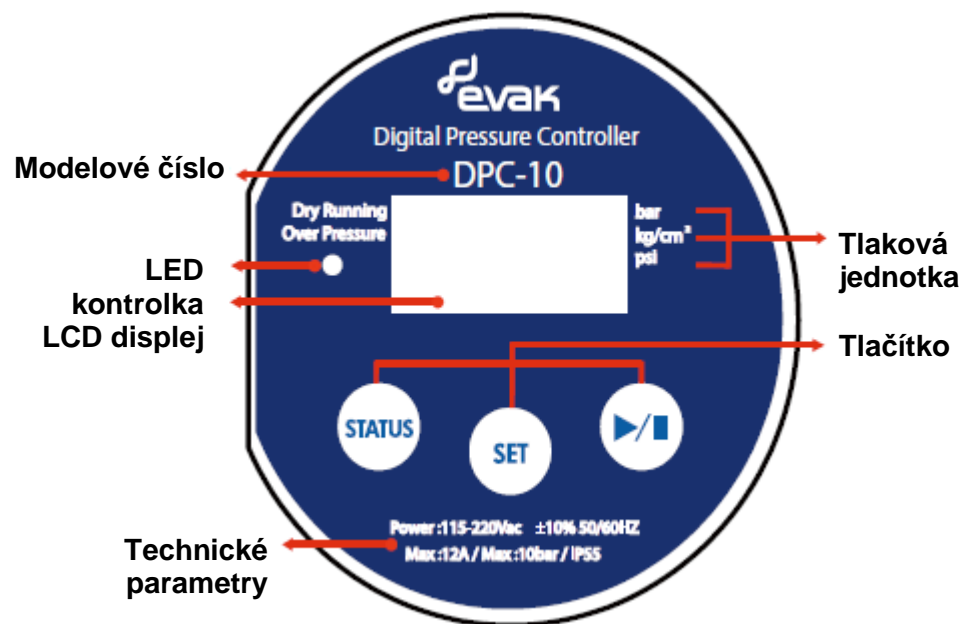 evak
Digital Pressure Controller
DPC-10
Modelové číslo
Dry Running
Over Pressure
bar
kg/cm²
psi
Tlaková
jednotka
LED
kontrolka
LCD displej
Tlačítko
STATUS
SET
▶/■
Power :115-220Vac ±10% 50/60HZ
Max :12A / Max :10bar / IP55
Technické
parametry